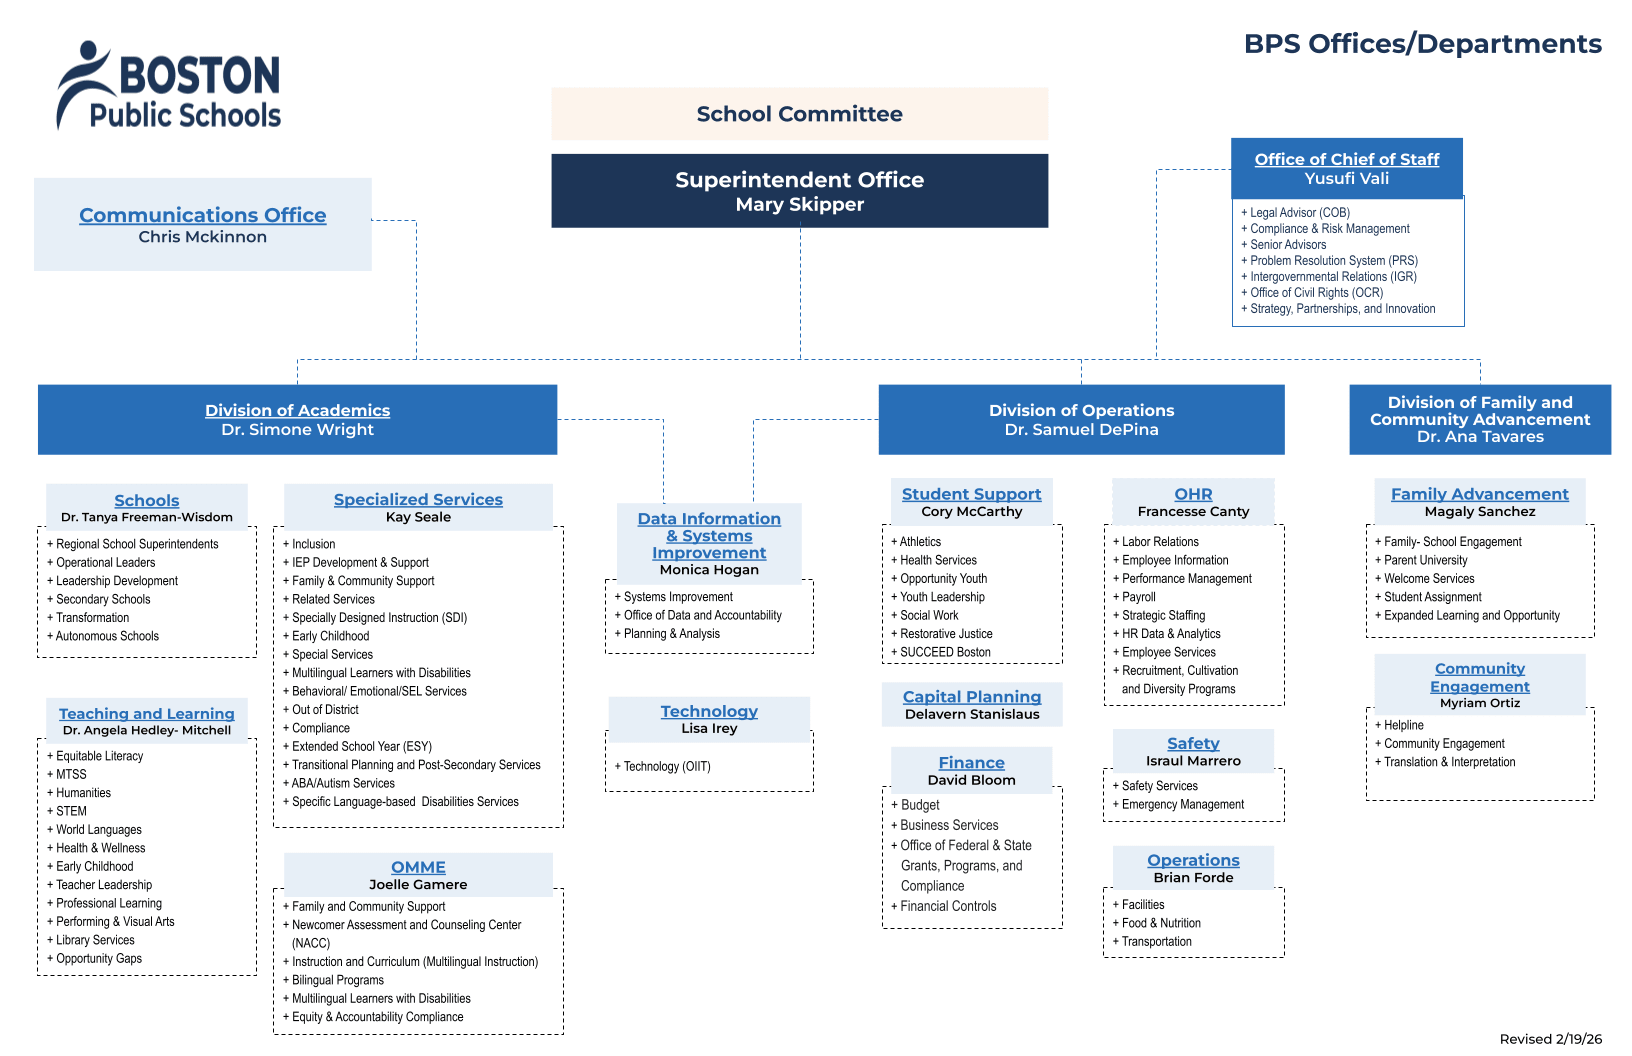 BPS Offices/Departments
BOSTON
Public Schools
School Committee
Superintendent Office
Mary Skipper
Communications Office
Chris Mckinnon
Office of Chief of Staff
Yusufi Vali
+ Legal Advisor (COB)
+ Compliance & Risk Management
+ Senior Advisors
+ Problem Resolution System (PRS)
+ Intergovernmental Relations (IGR)
+ Office of Civil Rights (OCR)
+ Strategy, Partnerships, and Innovation
Division of Academics
Dr. Simone Wright
Schools
Dr. Tanya Freeman-Wisdom
+ Regional School Superintendents
+ Operational Leaders
+ Leadership Development
+ Secondary Schools
+ Transformation
+ Autonomous Schools
Teaching and Learning
Dr. Angela Hedley- Mitchell
+ Equitable Literacy
+ MTSS
+ Humanities
+ STEM
+ World Languages
+ Health & Wellness
+ Early Childhood
+ Teacher Leadership
+ Professional Learning
+ Performing & Visual Arts
+ Library Services
+ Opportunity Gaps
Specialized Services
Kay Seale
+ Inclusion
+ IEP Development & Support
+ Family & Community Support
+ Related Services
+ Specially Designed Instruction (SDI)
+ Early Childhood
+ Special Services
+ Multilingual Learners with Disabilities
+ Behavioral/ Emotional/SEL Services
+ Out of District
+ Compliance
+ Extended School Year (ESY)
+ Transitional Planning and Post-Secondary Services
+ ABA/Autism Services
+ Specific Language-based  Disabilities Services
OMME
Joelle Gamere
+ Family and Community Support
+ Newcomer Assessment and Counseling Center
(NACC)
+ Instruction and Curriculum (Multilingual Instruction)
+ Bilingual Programs
+ Multilingual Learners with Disabilities
+ Equity & Accountability Compliance
Data Information
& Systems
Improvement
Monica Hogan
+ Systems Improvement
+ Office of Data and Accountability
+ Planning & Analysis
Technology
Lisa Irey
+ Technology (OIIT)
Division of Operations
Dr. Samuel DePina
Student Support
Cory McCarthy
+ Athletics
+ Health Services
+ Opportunity Youth
+ Youth Leadership
+ Social Work
+ Restorative Justice
+ SUCCEED Boston
Capital Planning
Delavern Stanislaus
Finance
David Bloom
+ Budget
+ Business Services
+ Office of Federal & State
Grants, Programs, and
Compliance
+ Financial Controls
OHR
Francesse Canty
+ Labor Relations
+ Employee Information
+ Performance Management
+ Payroll
+ Strategic Staffing
+ HR Data & Analytics
+ Employee Services
+ Recruitment, Cultivation
and Diversity Programs
Safety
Israul Marrero
+ Safety Services
+ Emergency Management
Operations
Brian Forde
+ Facilities
+ Food & Nutrition
+ Transportation
Division of Family and
Community Advancement
Dr. Ana Tavares
Family Advancement
Magaly Sanchez
+ Family- School Engagement
+ Parent University
+ Welcome Services
+ Student Assignment
+ Expanded Learning and Opportunity
Community
Engagement
Myriam Ortiz
+ Helpline
+ Community Engagement
+ Translation & Interpretation
Revised 2/19/26